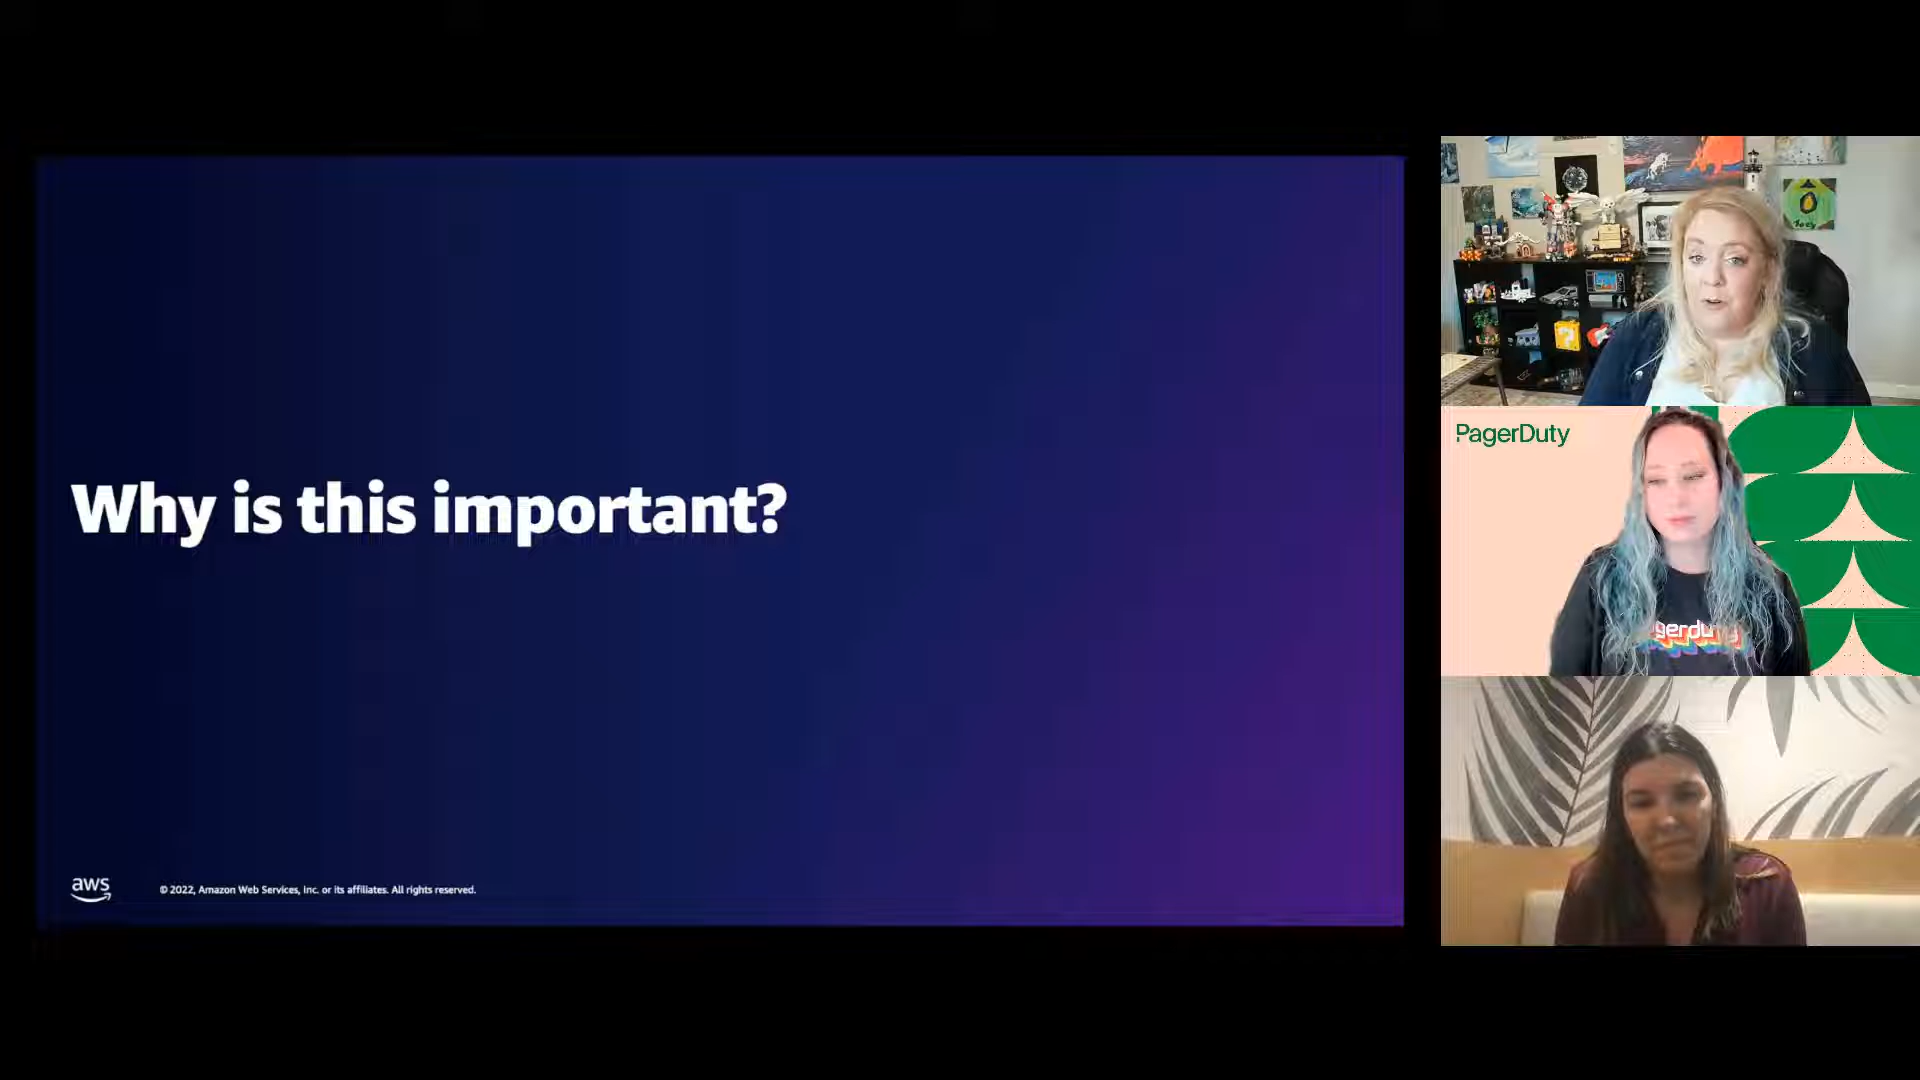 Why is this important?
aws
© 2022, Amazon Web Services, Inc. or its affiliates. All rights reserved.
PagerDuty